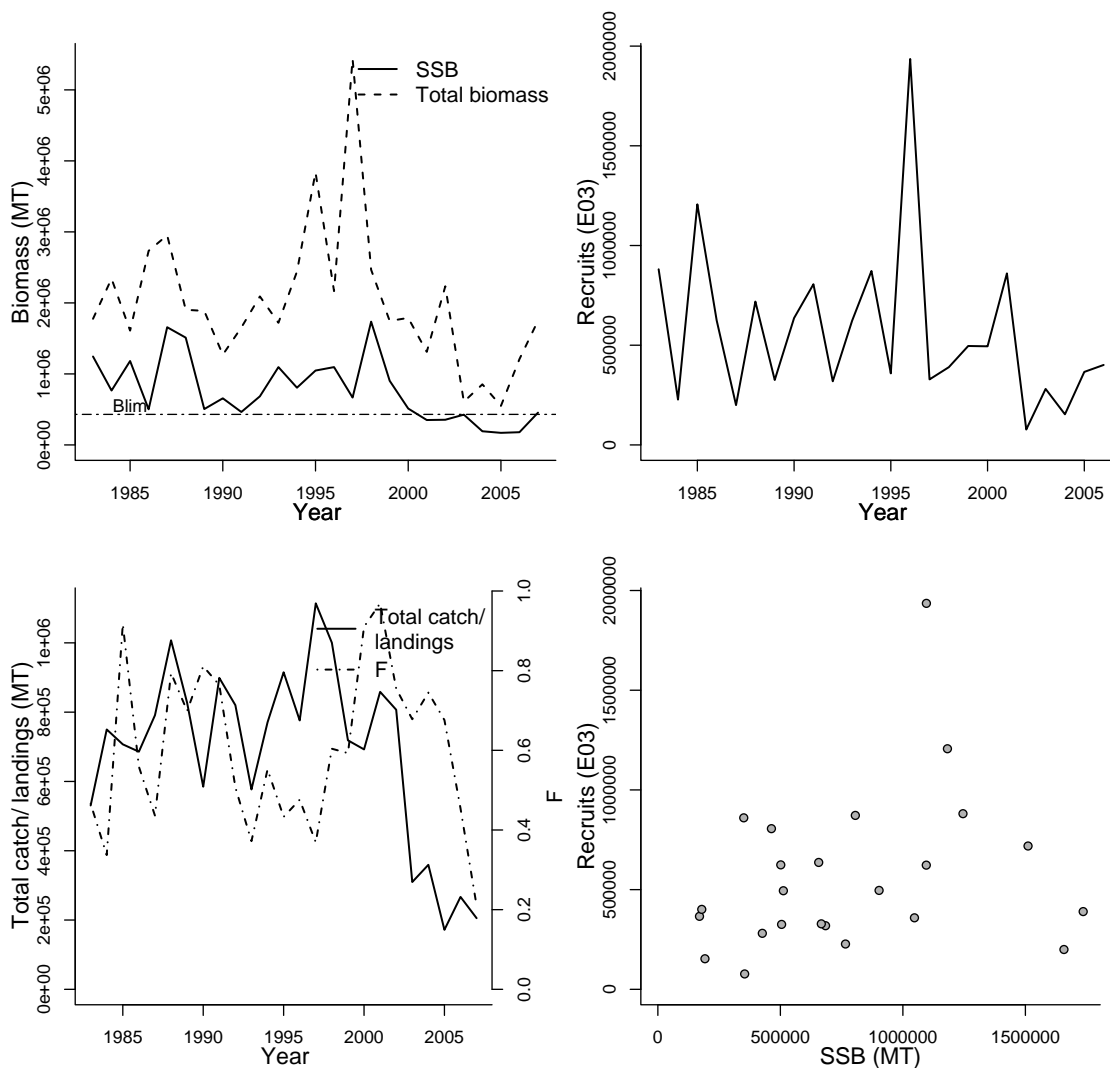 SSB
Total biomass
Biomass (MT)
0e+00 1e+06 2e+06 3e+06 4e+06 5e+06
Blim
1985 1990 1995 2000 2005
Year
Recruits (E03)
0 500000 1000000 1500000 2000000
1985 1990 1995 2000 2005
Year
Total catch/ landings (MT)
0e+00 2e+05 4e+05 6e+05 8e+05 1e+06
Total catch/
landings
F
0.0 0.2 0.4 0.6 0.8 1.0
F
1985 1990 1995 2000 2005
Year
Recruits (E03)
0 500000 1000000 1500000 2000000
0 500000 1000000 1500000
SSB (MT)